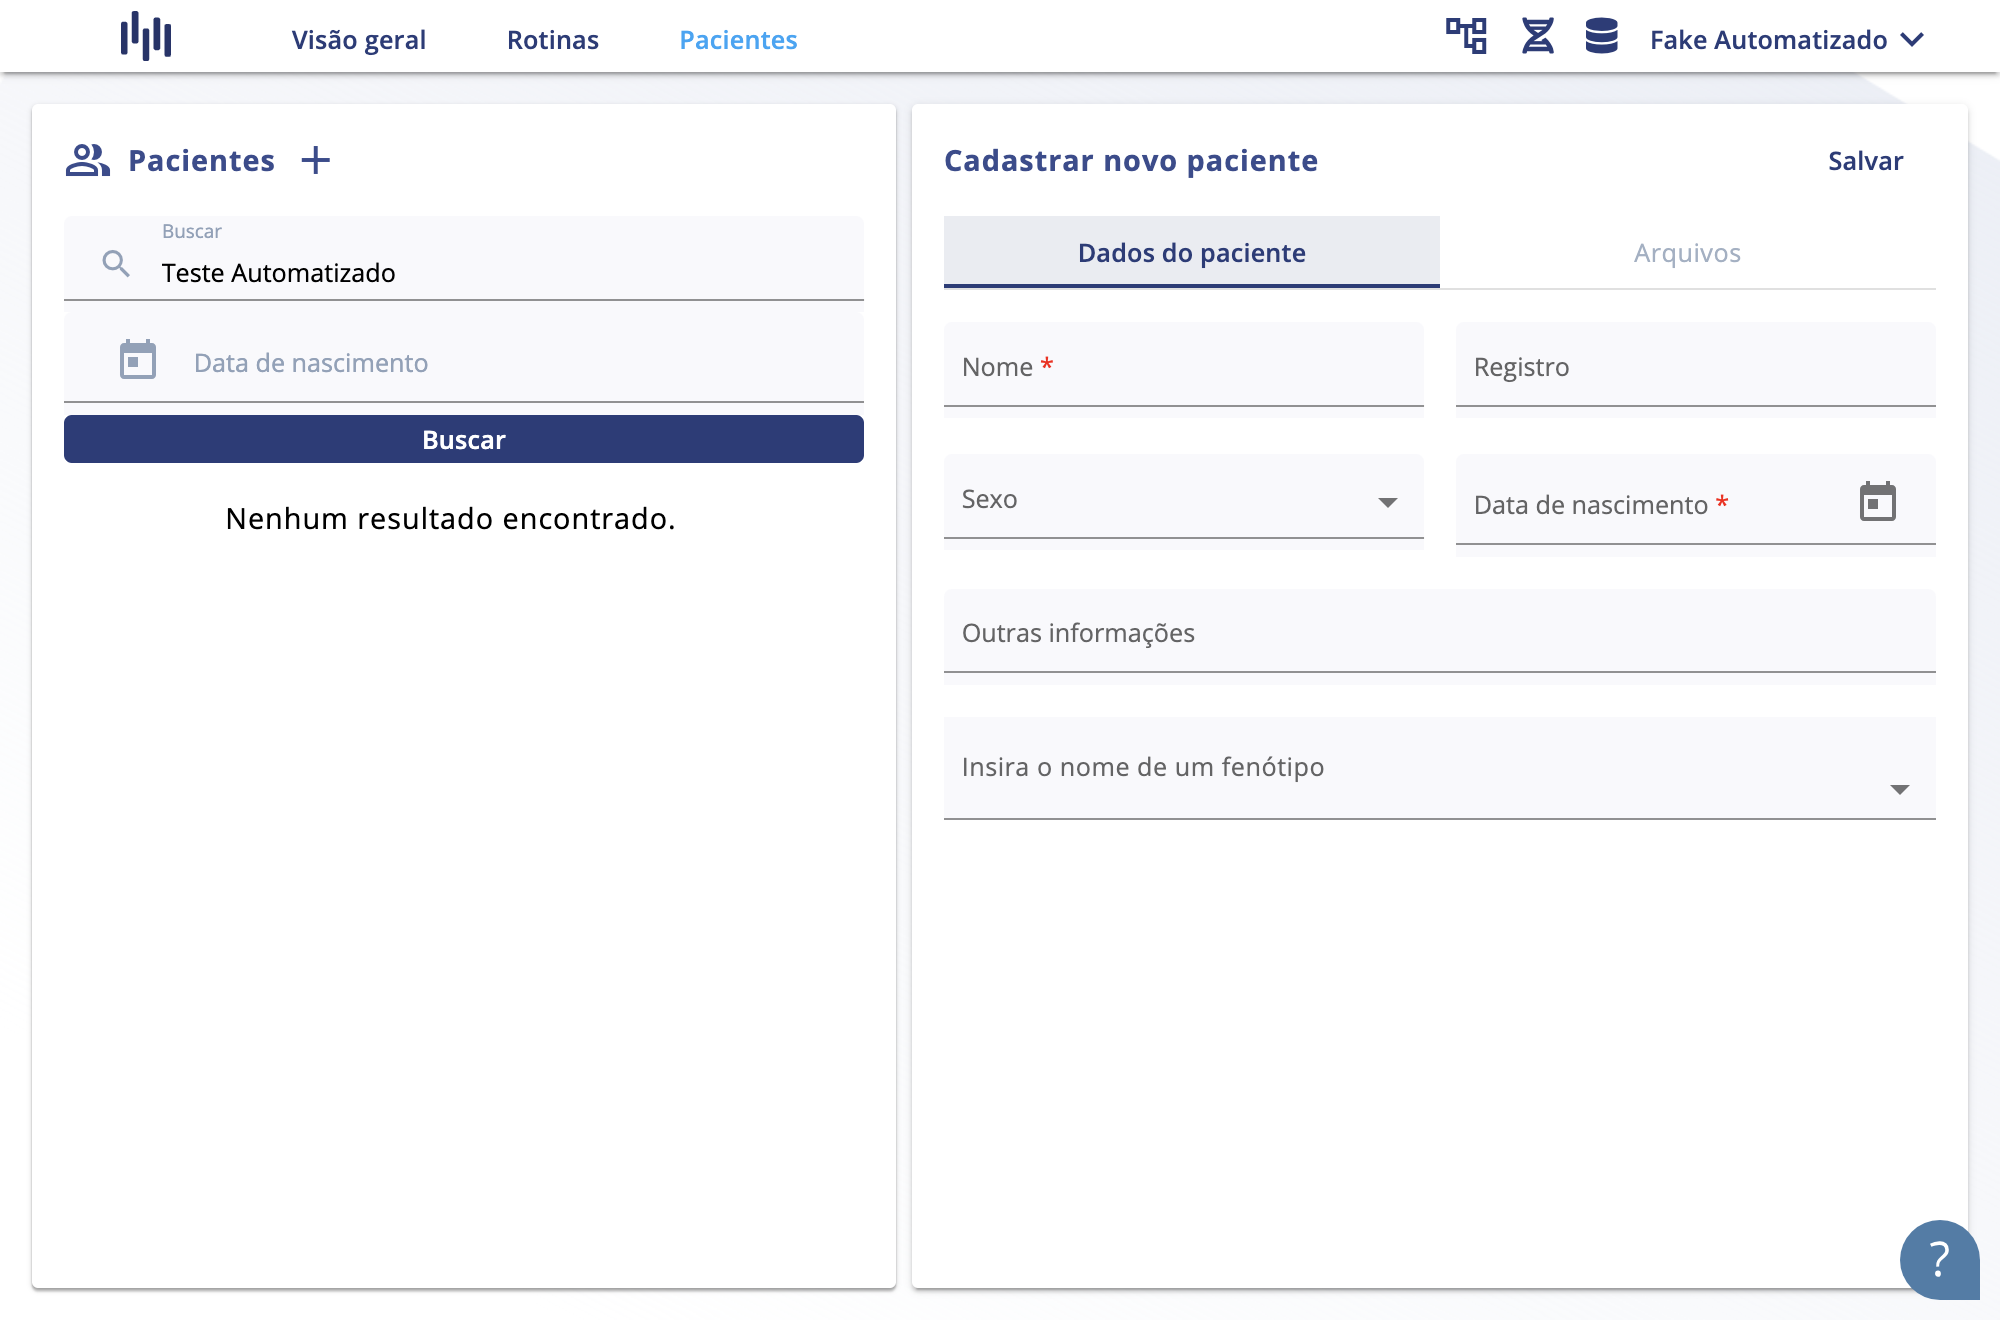 Visão geral
Rotinas
Pacientes
Fake Automatizado
Pacientes
Buscar
Teste Automatizado
Data de nascimento
Buscar
Nenhum resultado encontrado.
Cadastrar novo paciente
Salvar
Dados do paciente
Arquivos
Nome *
Registro
Sexo
Data de nascimento *
Outras informações
Insira o nome de um fenótipo
?